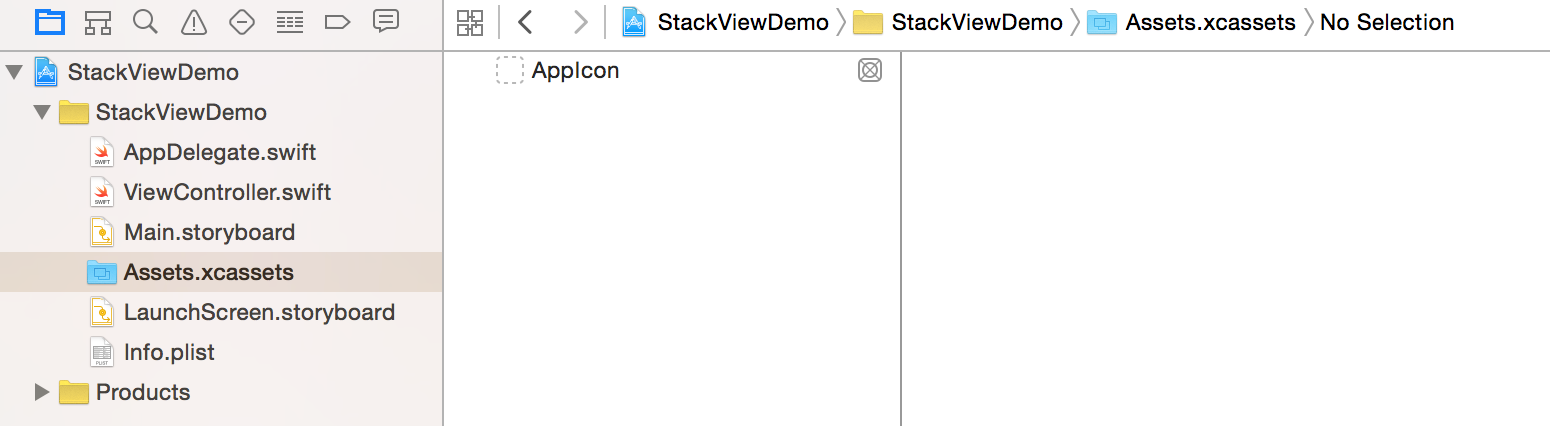 StackViewDemo StackViewDemo Assets.xcassets No Selection
StackViewDemo
StackViewDemo
SWIFT AppDelegate.swift
SWIFT ViewController.swift
Main.storyboard
Assets.xcassets
LaunchScreen.storyboard
PLIST Info.plist
Products
AppIcon